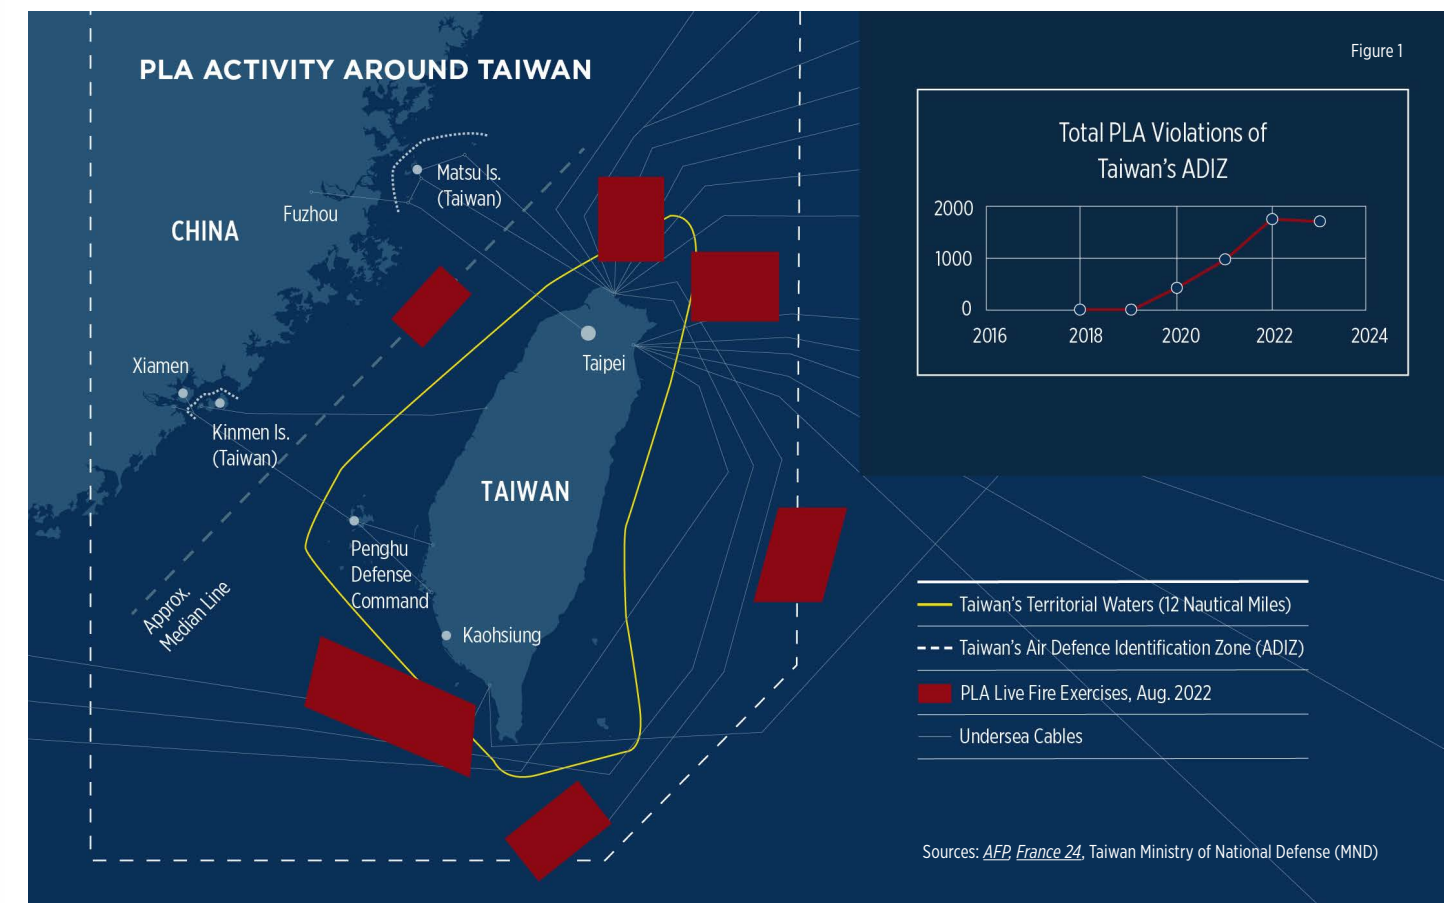 PLA ACTIVITY AROUND TAIWAN
Figure 1
Total PLA Violations of
Taiwan's ADIZ
2000
1000
0
2016
2018
2020
2022
2024
Matsu Is.
(Taiwan)
Fuzhou
CHINA
Taipei
Xiamen
Kinmen Is.
(Taiwan)
TAIWAN
Penghu
Defense
Command
Approx.
Median Line
Kaohsiung
Taiwan's Territorial Waters (12 Nautical Miles)
Taiwan's Air Defence Identification Zone (ADIZ)
PLA Live Fire Exercises, Aug. 2022
Undersea Cables
Sources: AFP, France 24, Taiwan Ministry of National Defense (MND)